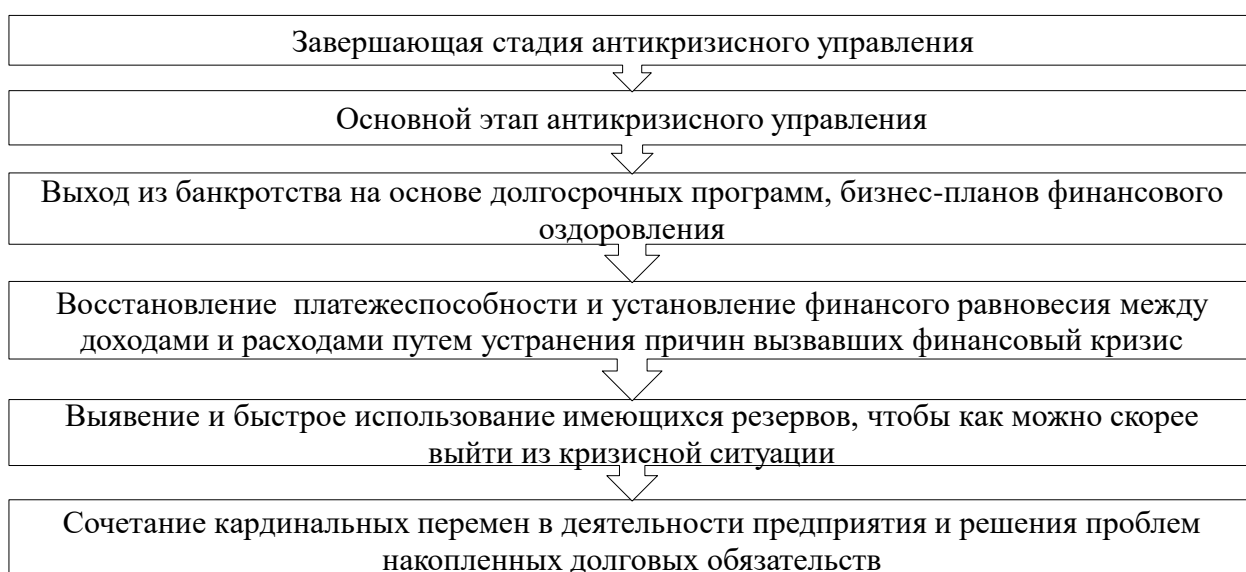 Завершающая стадия антикризисного управления
Основной этап антикризисного управления
Выход из банкротства на основе долгосрочных программ, бизнес-планов финансового
оздоровления
Восстановление  платежеспособности и установление финансого равновесия между
доходами и расходами путем устранения причин вызвавших финансовый кризис
Выявение и быстрое использование имеющихся резервов, чтобы как можно скорее
выйти из кризисной ситуации
Сочетание кардинальных перемен в деятельности предприятия и решения проблем
накопленных долговых обязательств